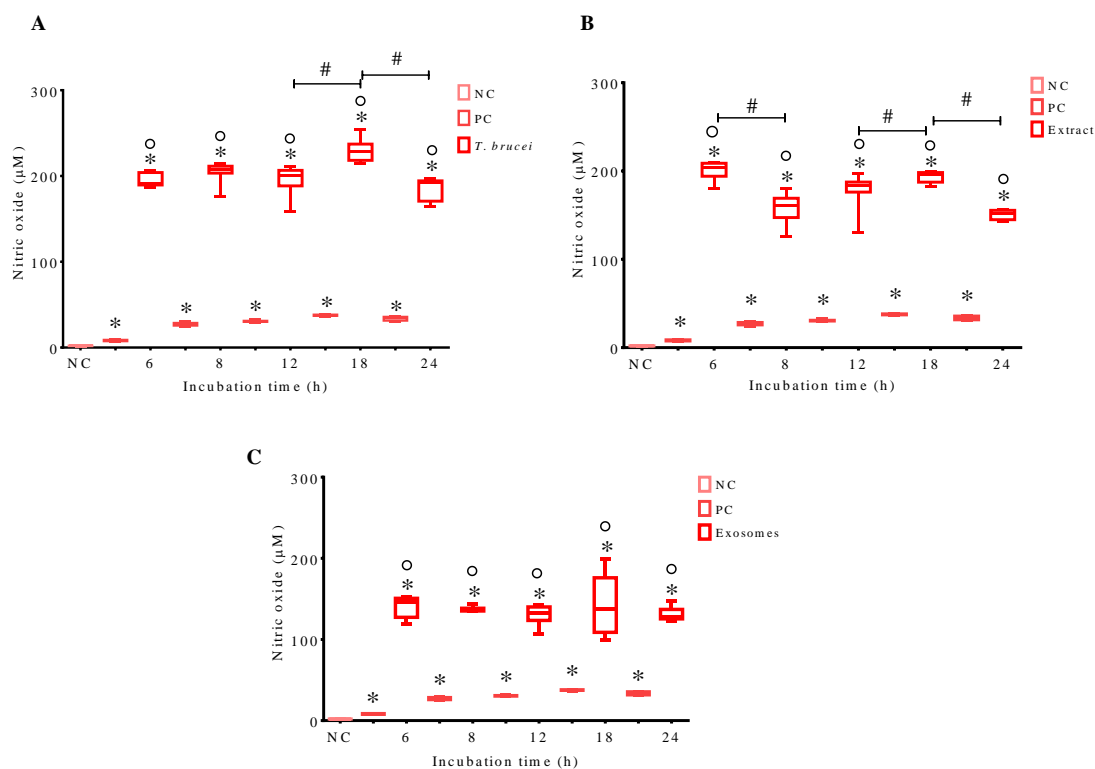 A
# #
NC
PC
T. brucei
300
200
100
0
Nitric oxide (µM)
NC 6 8 12 18 24
Incubation time (h)
B
# # #
NC
PC
Extract
300
200
100
0
Nitric oxide (µM)
NC 6 8 12 18 24
Incubation time (h)
C
NC
PC
Exosomes
300
200
100
0
Nitric oxide (µM)
NC 6 8 12 18 24
Incubation time (h)